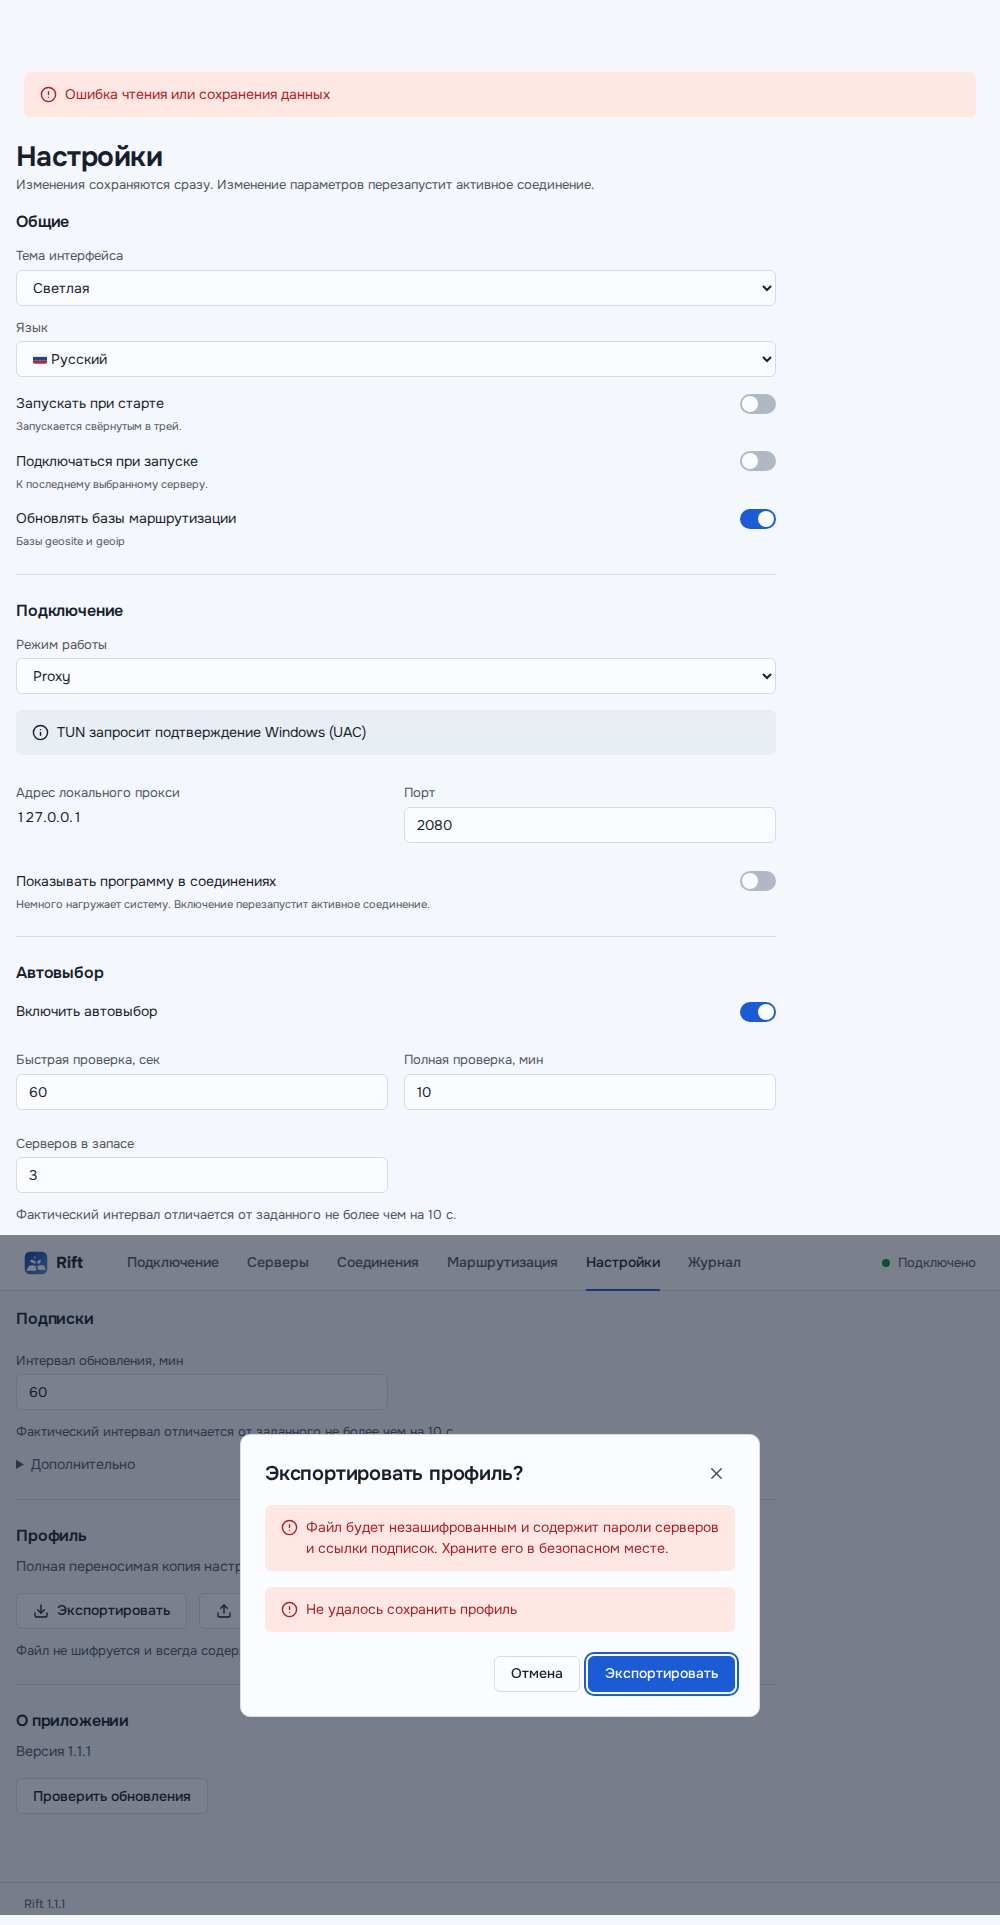 Ошибка чтения или сохранения данных
Настройки
Изменения сохраняются сразу. Изменение параметров перезапустит активное соединение.
Общие
Тема интерфейса
Светлая
Язык
Русский
Запускать при старте
Запускается свёрнутым в трей.
Подключаться при запуске
К последнему выбранному серверу.
Обновлять базы маршрутизации
Базы geosite и geoip
Подключение
Режим работы
Proxy
TUN запросит подтверждение Windows (UAC)
Адрес локального прокси
127.0.0.1
Порт
2080
Показывать программу в соединениях
Немного нагружает систему. Включение перезапустит активное соединение.
Автовыбор
Включить автовыбор
Быстрая проверка, сек
60
Полная проверка, мин
10
Серверов в запасе
3
Фактический интервал отличается от заданного не более чем на 10 с.
Rift Подключение Серверы Соединения Маршрутизация Настройки Журнал Подключено
Подписки
Интервал обновления, мин
60
Фактический интервал отличается от заданного не более чем на 10 с.
Дополнительно
Профиль
Полная переносимая копия
Экспортировать
Файл не шифруется и всегда
О приложении
Версия 1.1.1
Проверить обновления
Rift 1.1.1
Экспортировать профиль?
Файл будет незашифрованным и содержит пароли серверов
и ссылки подписок. Храните его в безопасном месте.
Не удалось сохранить профиль
Отмена Экспортировать